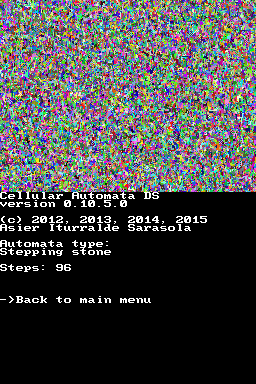 Cellular Automata DS
version 0.10.5.0
(c) 2012, 2013, 2014, 2015
Asier Iturralde Sarasola
Automata type:
Stepping stone
Steps: 96
->Back to main menu